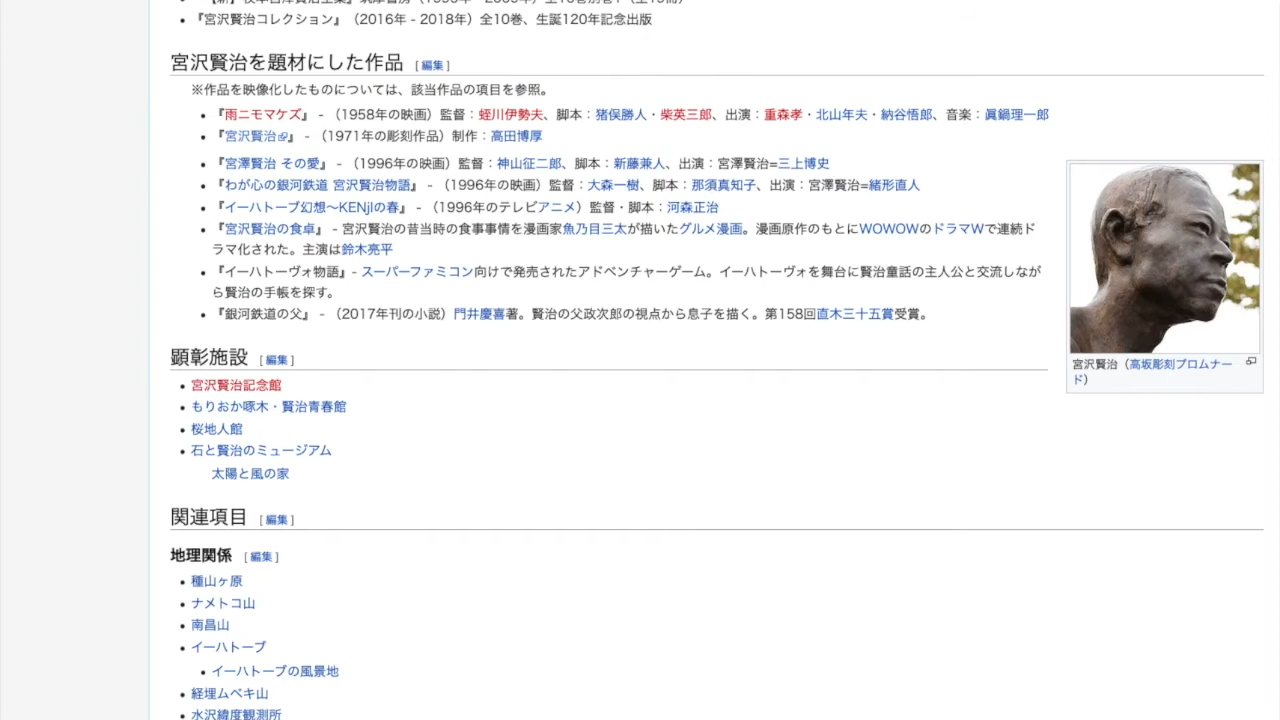 『宮沢賢治コレクション』（2016年 - 2018年）全10巻、生誕120年記念出版
宮沢賢治を題材にした作品 [ 編集 ]
※作品を映像化したものについては、該当作品の項目を参照。
『雨ニモマケズ』 - （1958年の映画）監督：蛭川伊勢夫、脚本：猪俣勝人・柴英三郎、出演：重森孝・北山年夫・納谷悟郎、音楽：眞鍋理一郎
『宮沢賢治』 - （1971年の彫刻作品）制作：高田博厚
『宮澤賢治 その愛』 - （1996年の映画）監督：神山征二郎、脚本：新藤兼人、出演：宮澤賢治=三上博史
『わが心の銀河鉄道 宮沢賢治物語』 - （1996年の映画）監督：大森一樹、脚本：那須真知子、出演：宮澤賢治=緒形直人
『イーハトーブ幻想〜KENjIの春』 - （1996年のテレビアニメ）監督・脚本：河森正治
『宮沢賢治の食卓』 - 宮沢賢治の昔当時の食事事情を漫画家魚乃目三太が描いたグルメ漫画。漫画原作のもとにWOWOWのドラマWで連続ド
ラマ化された。主演は鈴木亮平
『イーハトーヴォ物語』- スーパーファミコン向けで発売されたアドベンチャーゲーム。イーハトーヴォを舞台に賢治童話の主人公と交流しなが
ら賢治の手帳を探す。
『銀河鉄道の父』 - （2017年刊の小説）門井慶喜著。賢治の父政次郎の視点から息子を描く。第158回直木三十五賞受賞。
宮沢賢治（高坂彫刻プロムナー
ド）
顕彰施設 [ 編集 ]
宮沢賢治記念館
もりおか啄木・賢治青春館
桜地人館
石と賢治のミュージアム
太陽と風の家
関連項目 [ 編集 ]
地理関係 [ 編集 ]
種山ヶ原
ナメトコ山
南昌山
イーハトーブ
イーハトーブの風景地
経埋ムベキ山
水沢緯度観測所